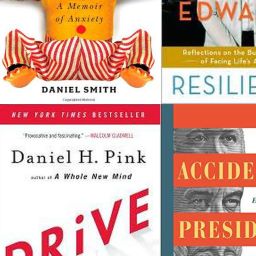 A Memoir
of Anxiety
DANIEL SMITH
NEW YORK TIMES BESTSELLER
"Provocative and fascinating." —MALCOLM GLADWELL
Daniel H. Pink
author of A Whole New Mind
DRiVE
EDWA
Reflections on the Bu
of Facing Life's A
RESILIE
ACCIDE
PRESID